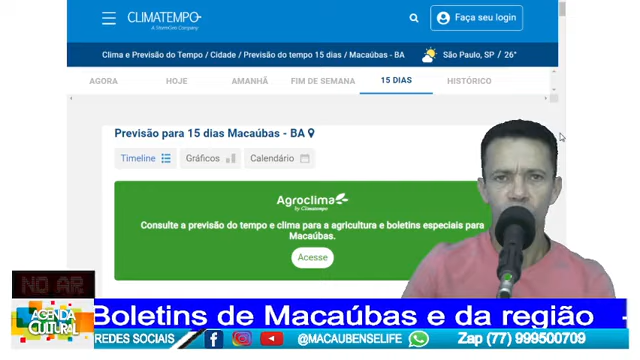 CLIMATEMPO
A StormGeo Company
Faça seu login
Clima e Previsão do Tempo / Cidade / Previsão do tempo 15 dias / Macaúbas - BA
São Paulo, SP / 26°
AGORA
HOJE
AMANHÃ
FIM DE SEMANA
15 DIAS
HISTÓRICO
Previsão para 15 dias Macaúbas - BA
Timeline
Gráficos
Calendário
Agroclima
by Climatempo
Consulte a previsão do tempo e clima para a agricultura e boletins especiais para
Macaúbas.
Acesse
NO AR
AGENDA
CULTURAL
Boletins de Macaúbas e da região -
REDES SOCIAIS
@MACAUBENSELIFE
Zap (77) 999500709